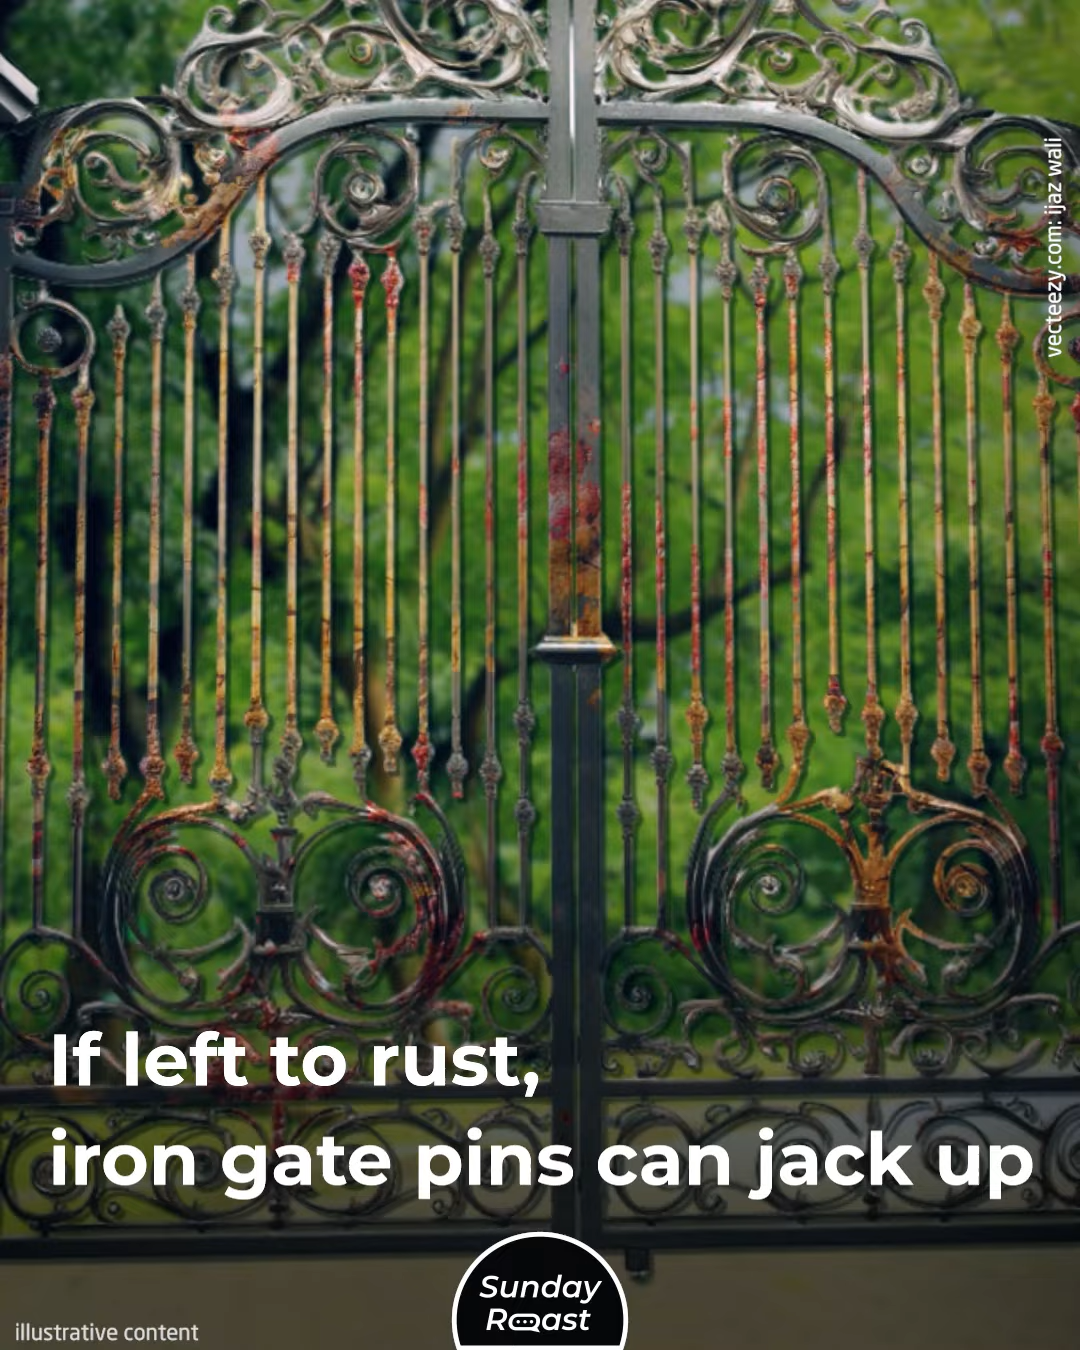 vecteezy.com: ijaz wali
If left to rust,
iron gate pins can jack up
Sunday
Roast
illustrative content